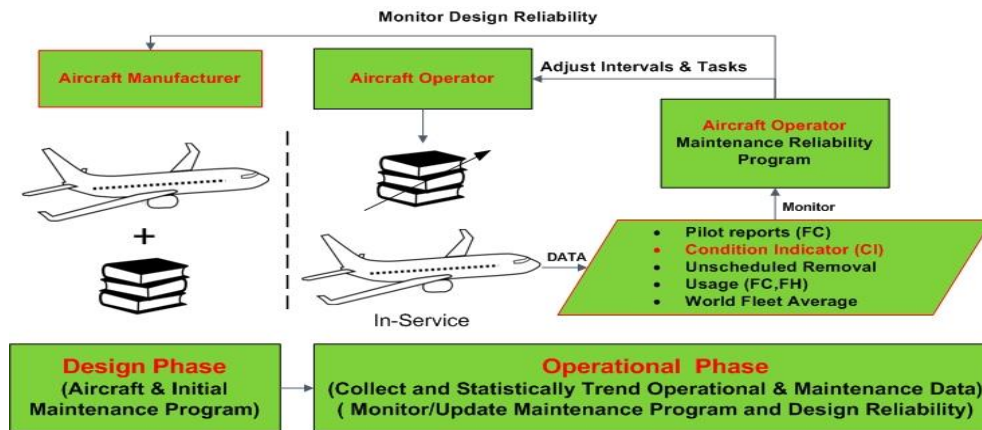 Monitor Design Reliability
Aircraft Manufacturer
Aircraft Operator
Adjust Intervals & Tasks
Aircraft Operator
Maintenance Reliability
Program
Monitor
DATA
• Pilot reports (FC)
• Condition Indicator (CI)
• Unscheduled Removal
• Usage (FC,FH)
• World Fleet Average
+
In-Service
Design Phase
(Aircraft & Initial
Maintenance Program)
Operational Phase
(Collect and Statistically Trend Operational & Maintenance Data)
( Monitor/Update Maintenance Program and Design Reliability)